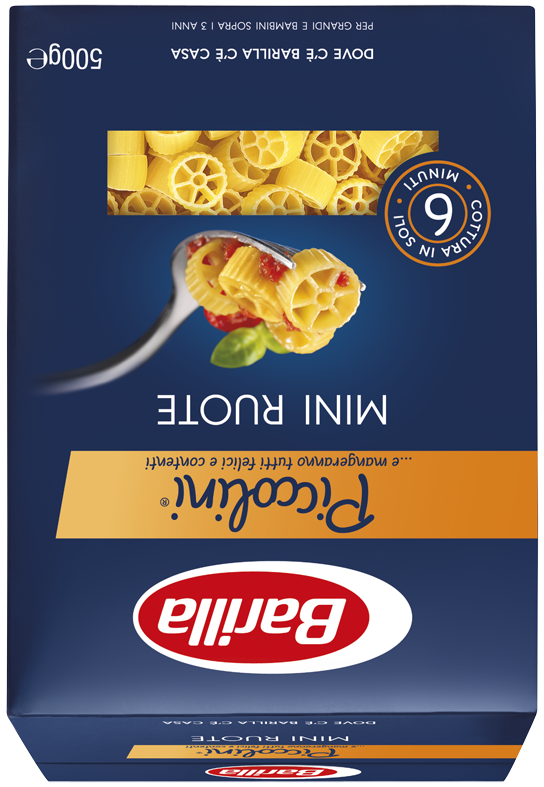 Barilla
Piccolini®
...e mangeranno tutti felici e contenti
MINI RUOTE
DOVE C'È BARILLA C'È CASA
Barilla
Piccolini®
...e mangeranno tutti felici e contenti
MINI RUOTE
COTTURA IN SOLI
6
MINUTI
DOVE C'È BARILLA C'È CASA
PER GRANDI E BAMBINI SOPRA I 3 ANNI
500g℮